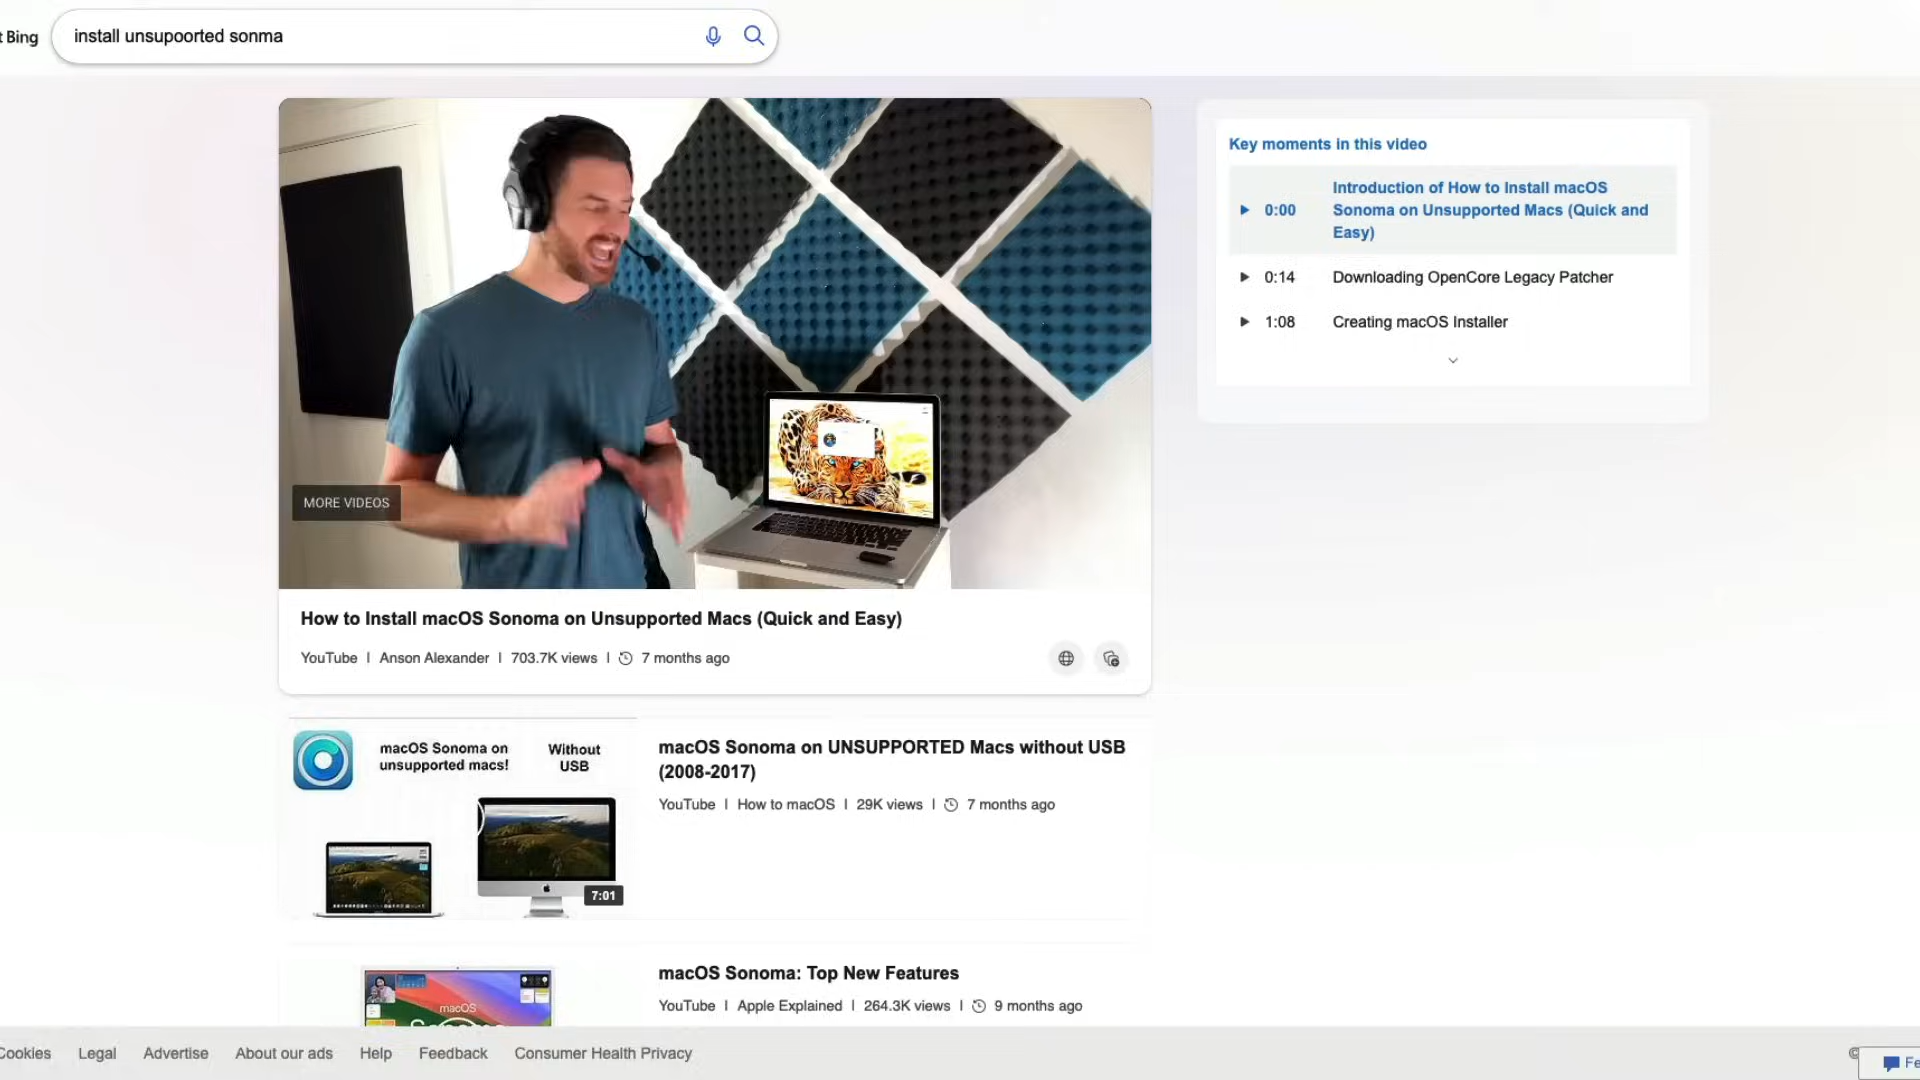 t Bing
install unsupoorted sonma
MORE VIDEOS
How to Install macOS Sonoma on Unsupported Macs (Quick and Easy)
YouTube | Anson Alexander | 703.7K views | 7 months ago
Key moments in this video
0:00
Introduction of How to Install macOS
Sonoma on Unsupported Macs (Quick and
Easy)
0:14 Downloading OpenCore Legacy Patcher
1:08 Creating macOS Installer
macOS Sonoma on
unsupported macs!
Without
USB
7:01
macOS Sonoma on UNSUPPORTED Macs without USB
(2008-2017)
YouTube | How to macOS | 29K views | 7 months ago
macOS
Sonoma
macOS Sonoma: Top New Features
YouTube | Apple Explained | 264.3K views | 9 months ago
Cookies Legal Advertise About our ads Help Feedback Consumer Health Privacy
©
Fe